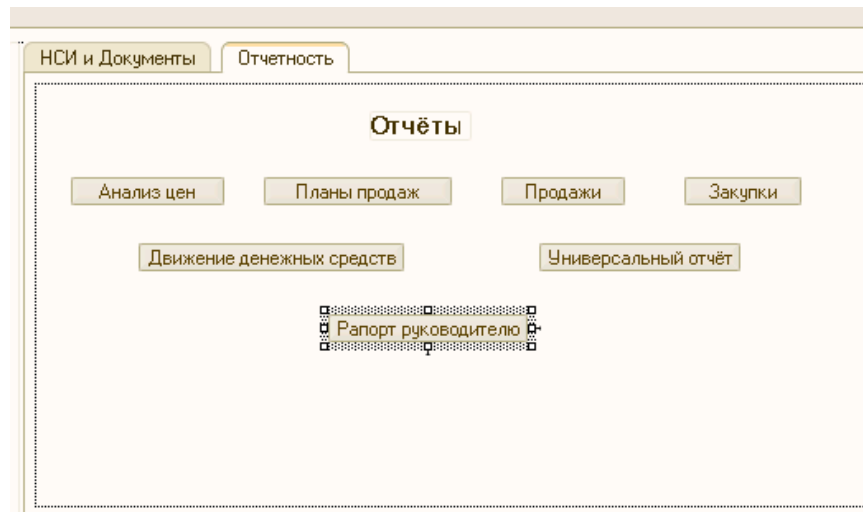 НСИ и Документы Отчетность
Отчёты
Анализ цен Планы продаж Продажи Закупки
Движение денежных средств Универсальный отчёт
Рапорт руководителю